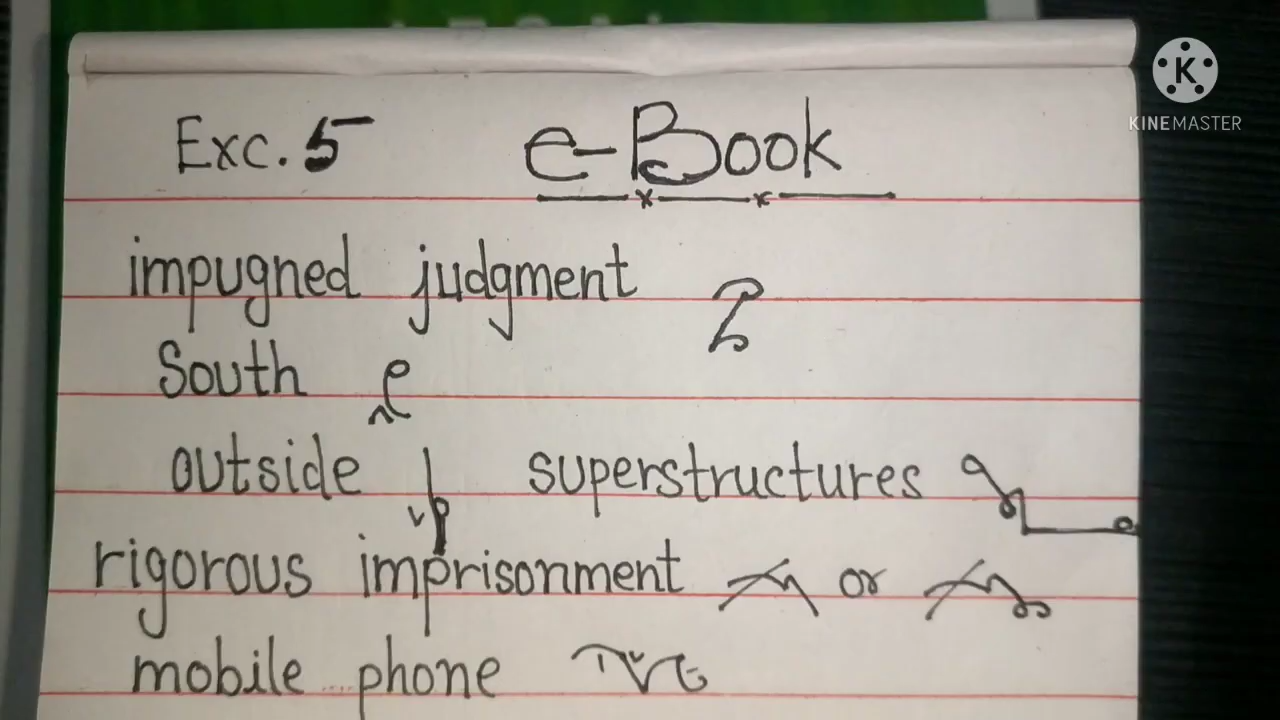 Exc. 5 e-Book
impugned judgment
South
outside superstructures
rigorous imprisonment or
mobile phone
K
KINEMASTER